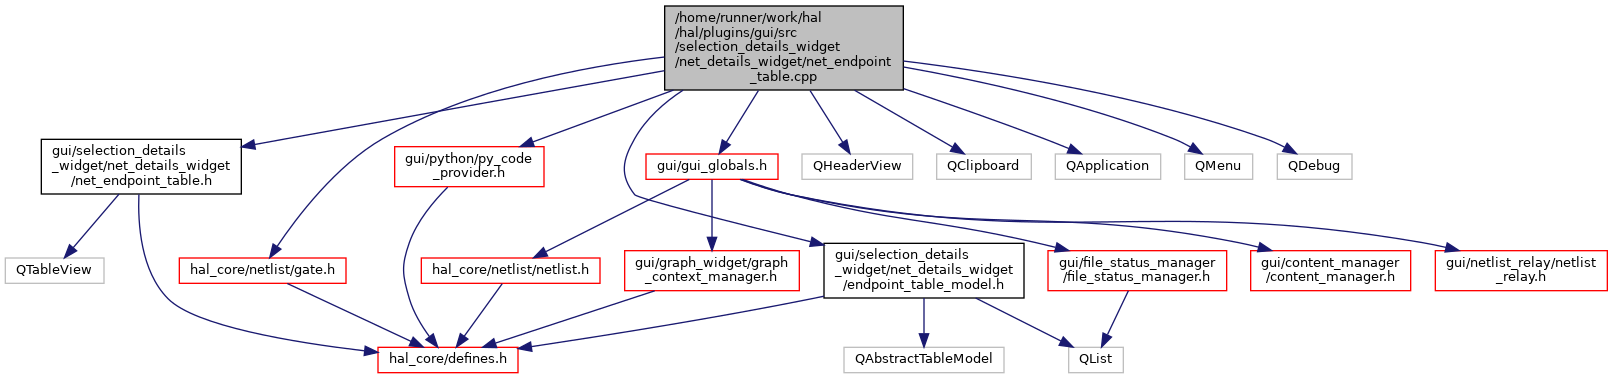 /home/runner/work/hal
/hal/plugins/gui/src
/selection_details_widget
/net_details_widget/net_endpoint
_table.cpp
gui/selection_details
_widget/net_details_widget
/net_endpoint_table.h
gui/python/py_code
_provider.h
gui/gui_globals.h
QHeaderView
QClipboard
QApplication
QMenu
QDebug
QTableView
hal_core/netlist/gate.h
hal_core/netlist/netlist.h
gui/graph_widget/graph
_context_manager.h
gui/selection_details
_widget/net_details_widget
/endpoint_table_model.h
gui/file_status_manager
/file_status_manager.h
gui/content_manager
/content_manager.h
gui/netlist_relay/netlist
_relay.h
hal_core/defines.h
QAbstractTableModel
QList